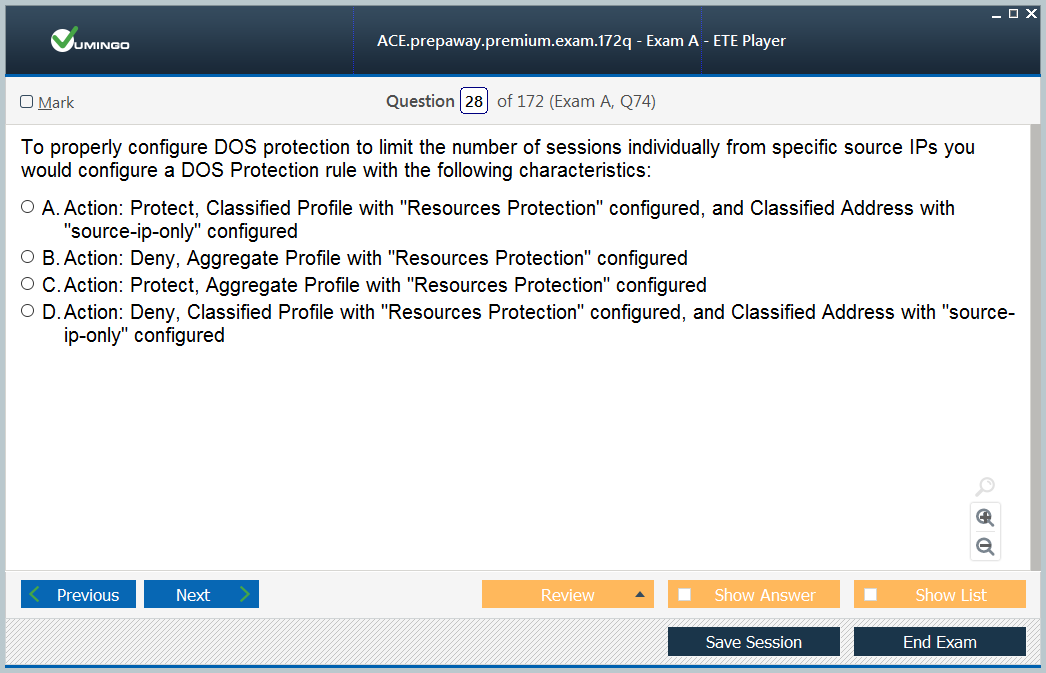 VUMINGO
ACE.prepaway.premium.exam.172q - Exam A - ETE Player
Mark
Question 28 of 172 (Exam A, Q74)
To properly configure DOS protection to limit the number of sessions individually from specific source IPs you
would configure a DOS Protection rule with the following characteristics:
A. Action: Protect, Classified Profile with "Resources Protection" configured, and Classified Address with
"source-ip-only" configured
B. Action: Deny, Aggregate Profile with "Resources Protection" configured
C. Action: Protect, Aggregate Profile with "Resources Protection" configured
D. Action: Deny, Classified Profile with "Resources Protection" configured, and Classified Address with "source-
ip-only" configured
Previous
Next
Review
Show Answer
Show List
Save Session
End Exam